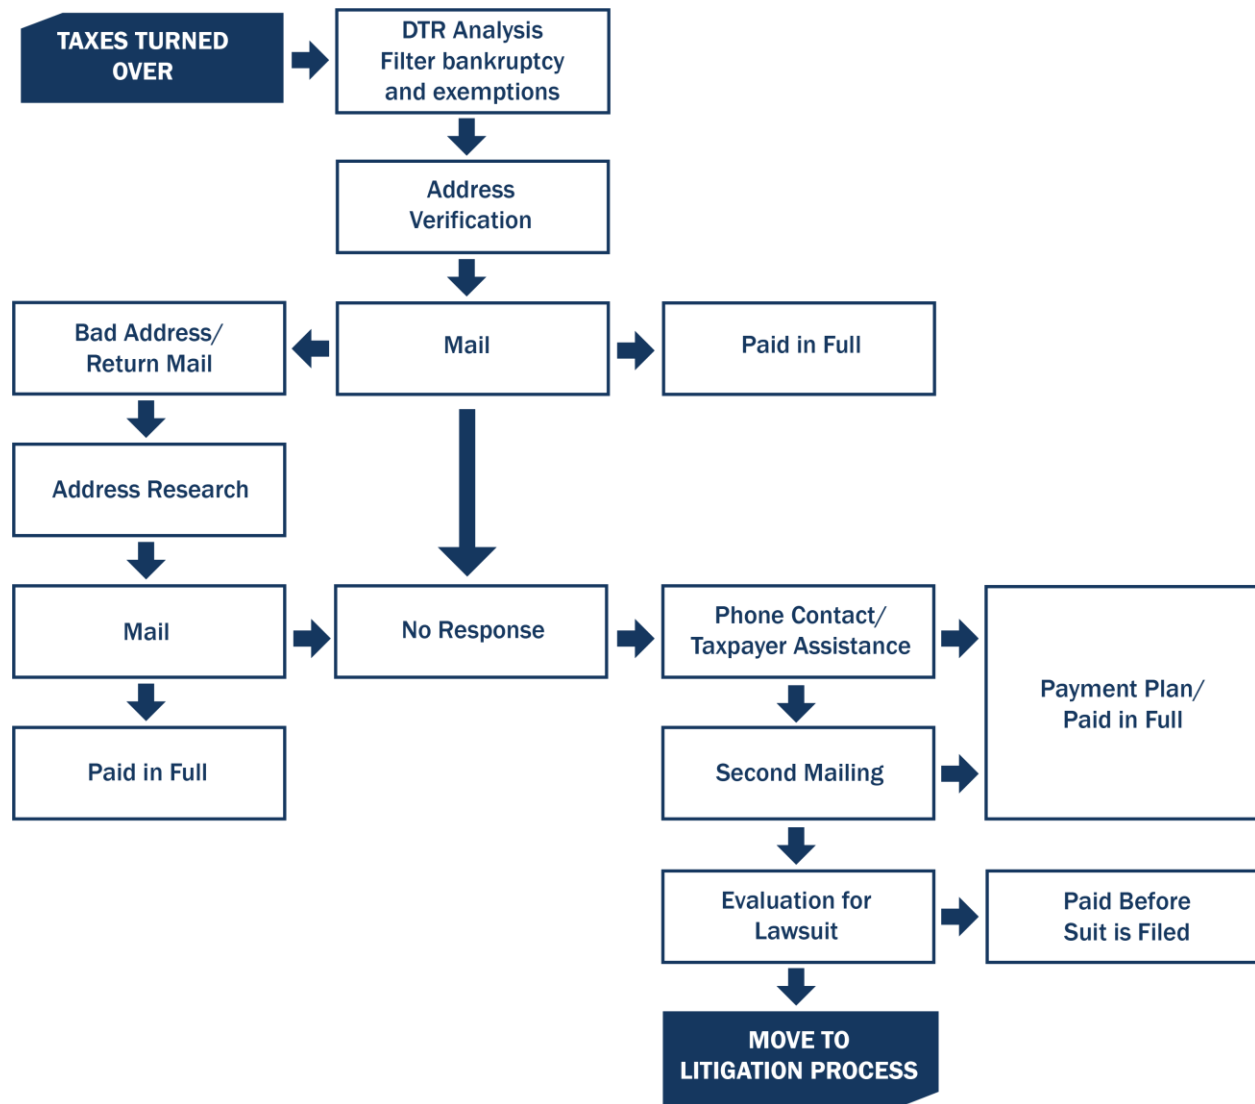 TAXES TURNED
OVER
DTR Analysis
Filter bankruptcy
and exemptions
Address
Verification
Bad Address/
Return Mail
Mail
Paid in Full
Address Research
Mail
No Response
Phone Contact/
Taxpayer Assistance
Payment Plan/
Paid in Full
Paid in Full
Second Mailing
Evaluation for
Lawsuit
Paid Before
Suit is Filed
MOVE TO
LITIGATION PROCESS